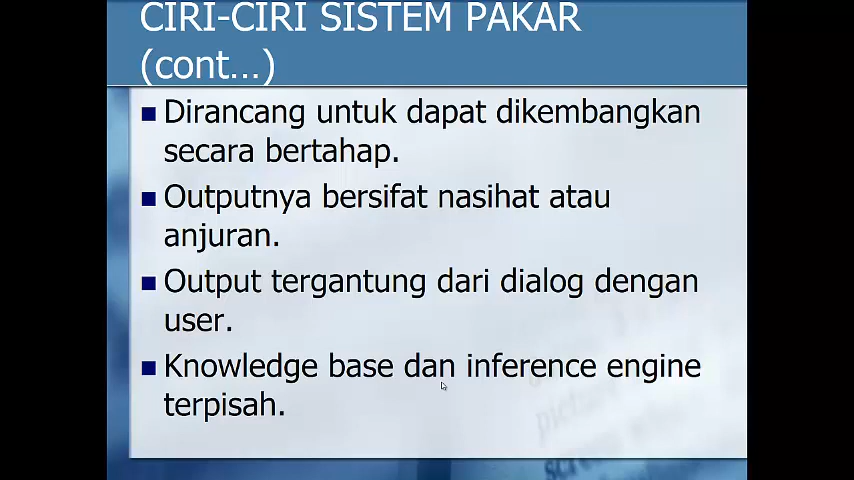 CIRI-CIRI SISTEM PAKAR
(cont...)
Dirancang untuk dapat dikembangkan
secara bertahap.
Outputnya bersifat nasihat atau
anjuran.
Output tergantung dari dialog dengan
user.
Knowledge base dan inference engine
terpisah.